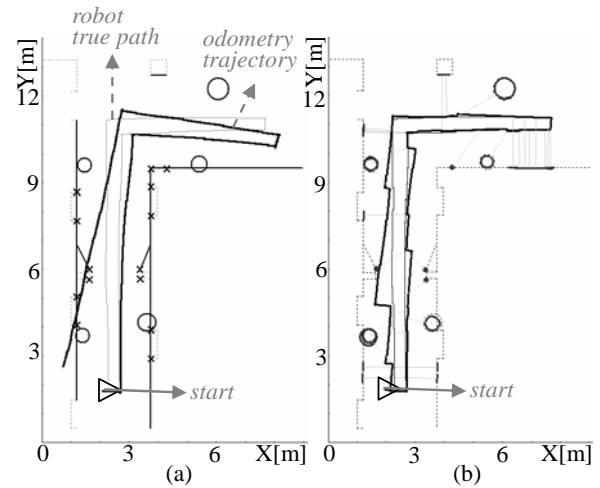 robot
true path
odometry
trajectory
Y[m]
12
9
6
3
start
0
3
6
X[m]
(a)
Y[m]
12
9
6
3
start
0
3
6
X[m]
(b)